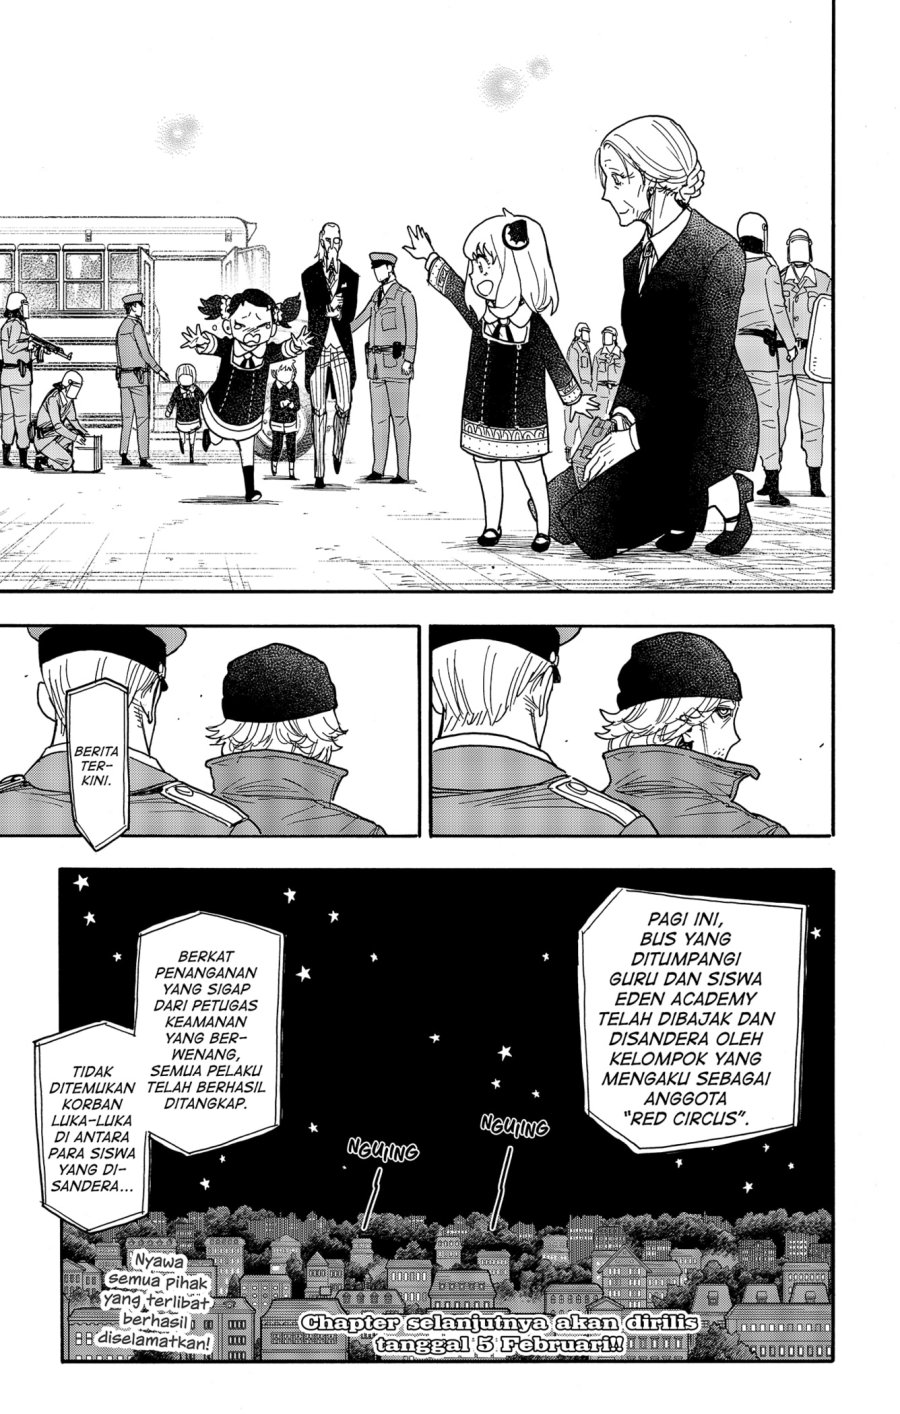 BERITA
TER-
KINI.
PAGI INI,
BUS YANG
DITUMPANGI
GURU DAN SISWA
EDEN ACADEMY
TELAH DIBAJAK DAN
DISANDERA OLEH
KELOMPOK YANG
MENGAKU SEBAGAI
ANGGOTA
“RED CIRCUS”.
BERKAT
PENANGANAN
YANG SIGAP
DARI PETUGAS
KEAMANAN
YANG BER-
WENANG,
SEMUA PELAKU
TELAH BERHASIL
DITANGKAP.
TIDAK
DITEMUKAN
KORBAN
LUKA-LUKA
DI ANTARA
PARA SISWA
YANG DI-
SANDERA...
NGUIING
NGUIING
Nyawa
semua pihak
yang terlibat
berhasil
diselamatkan!
Chapter selanjutnya akan dirilis
tanggal 5 Februari!!